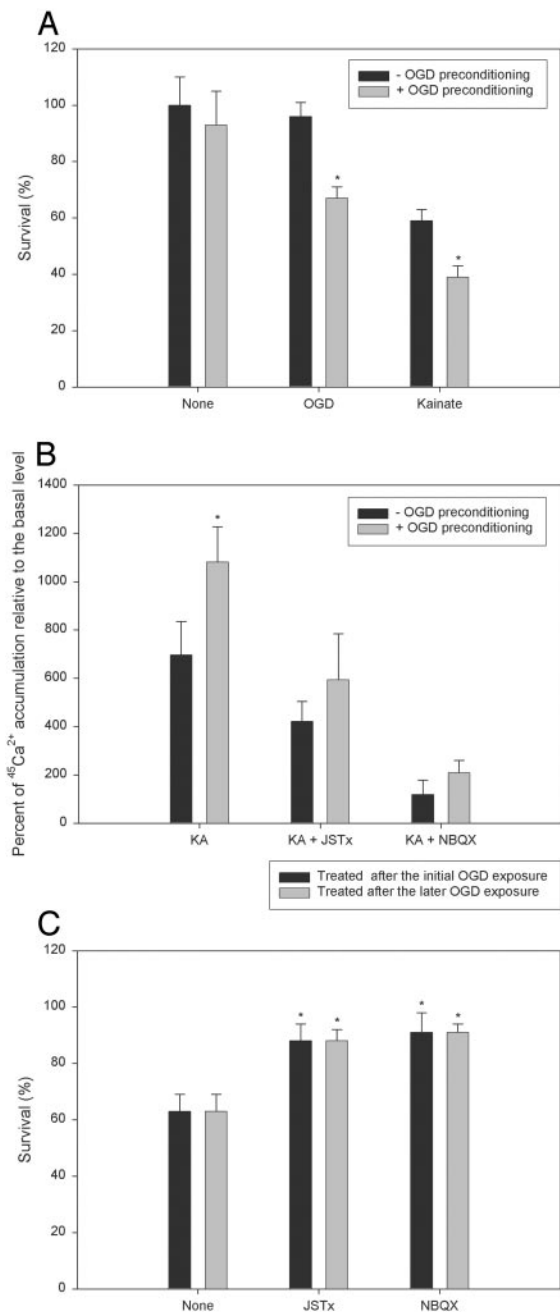 A
120
100
80
60
40
20
0
Survival (%)
- OGD preconditioning
+ OGD preconditioning
*
*
None OGD Kainate
B
1400
1200
1000
800
600
400
200
0
Percent of ⁴⁵Ca²⁺ accumulation relative to the basal level
- OGD preconditioning
+ OGD preconditioning
*
KA KA + JSTx KA + NBQX
Treated after the initial OGD exposure
Treated after the later OGD exposure
C
120
100
80
60
40
20
0
Survival (%)
* * * *
None JSTx NBQX